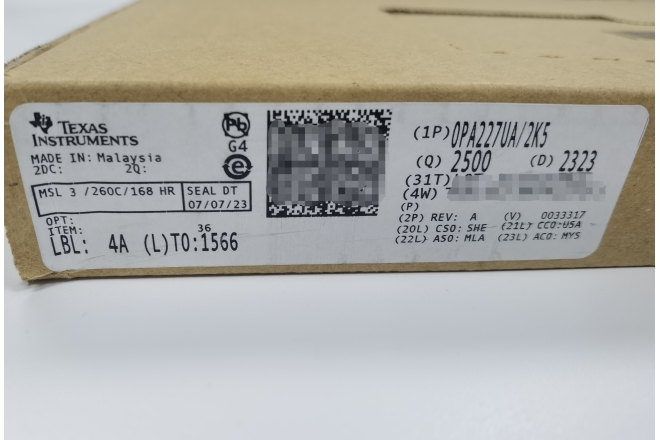 TEXAS
INSTRUMENTS
MADE IN: Malaysia
2DC: 2Q:
Pb
G4
e
MSL 3 /260C/168 HR
SEAL DT
07/07/23
OPT:
ITEM: 36
LBL: 4A (L)TO:1566
(1P) OPA227UA/2K5
(Q) 2500 (D) 2323
(31T)
(4W)
(P)
(2P) REV: A (V) 0033317
(20L) CSO: SHE (21L) CCO:USA
(22L) ASO: MLA (23L) ACO: MYS